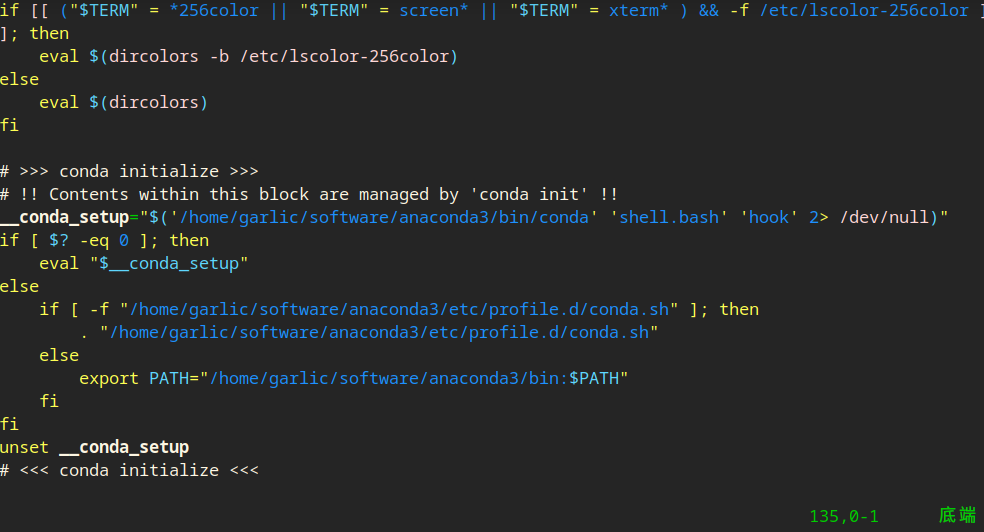 if [[ ("$TERM" = *256color || "$TERM" = screen* || "$TERM" = xterm* ) && -f /etc/lscolor-256color ]
]; then
    eval $(dircolors -b /etc/lscolor-256color)
else
    eval $(dircolors)
fi

# >>> conda initialize >>>
# !! Contents within this block are managed by 'conda init' !!
__conda_setup="$('/home/garlic/software/anaconda3/bin/conda' 'shell.bash' 'hook' 2> /dev/null)"
if [ $? -eq 0 ]; then
    eval "$__conda_setup"
else
    if [ -f "/home/garlic/software/anaconda3/etc/profile.d/conda.sh" ]; then
        . "/home/garlic/software/anaconda3/etc/profile.d/conda.sh"
    else
        export PATH="/home/garlic/software/anaconda3/bin:$PATH"
    fi
fi
unset __conda_setup
# <<< conda initialize <<<
135,0-1 底端